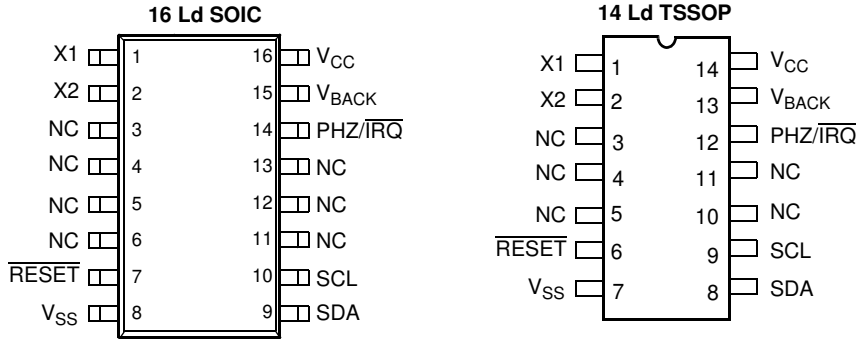 16 Ld SOIC
X1 1 16 VCC
X2 2 15 VBACK
NC 3 14 PHZ/IRQ
NC 4 13 NC
NC 5 12 NC
NC 6 11 NC
RESET 7 10 SCL
VSS 8 9 SDA
14 Ld TSSOP
X1 1 14 VCC
X2 2 13 VBACK
NC 3 12 PHZ/IRQ
NC 4 11 NC
NC 5 10 NC
RESET 6 9 SCL
VSS 7 8 SDA